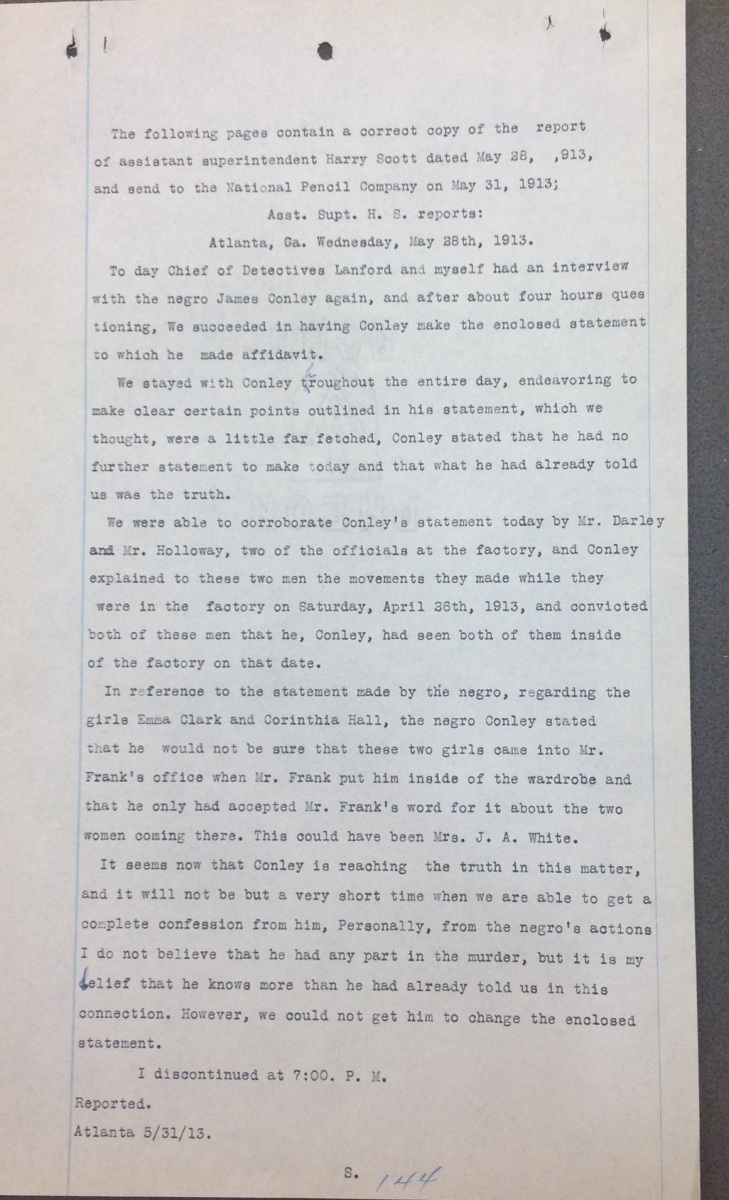 The following pages contain a correct copy of the report
of assistant superintendent Harry Scott dated May 28, ,913,
and send to the National Pencil Company on May 31, 1913;
Asst. Supt. H. S. reports:
Atlanta, Ga. Wednesday, May 28th, 1913.
To day Chief of Detectives Lanford and myself had an interview
with the negro James Conley again, and after about four hours ques
tioning, We succeeded in having Conley make the enclosed statement
to which he made affidavit.
We stayed with Conley throughout the entire day, endeavoring to
make clear certain points outlined in his statement, which we
thought, were a little far fetched, Conley stated that he had no
further statement to make today and that what he had already told
us was the truth.
We were able to corroborate Conley's statement today by Mr. Darley
and Mr. Holloway, two of the officials at the factory, and Conley
explained to these two men the movements they made while they
were in the factory on Saturday, April 26th, 1913, and convicted
both of these men that he, Conley, had seen both of them inside
of the factory on that date.
In reference to the statement made by the negro, regarding the
girls Emma Clark and Corinthia Hall, the negro Conley stated
that he would not be sure that these two girls came into Mr.
Frank's office when Mr. Frank put him inside of the wardrobe and
that he only had accepted Mr. Frank's word for it about the two
women coming there. This could have been Mrs. J. A. White.
It seems now that Conley is reaching the truth in this matter,
and it will not be but a very short time when we are able to get a
complete confession from him, Personally, from the negro's actions
I do not believe that he had any part in the murder, but it is my
belief that he knows more than he had already told us in this
connection. However, we could not get him to change the enclosed
statement.
I discontinued at 7:00. P. M.
Reported.
Atlanta 5/31/13.
S. 144